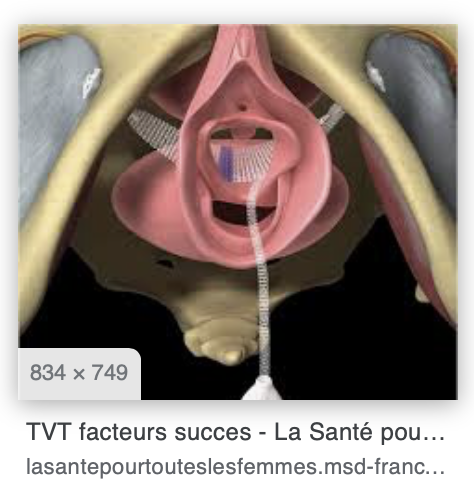 834 × 749
TVT facteurs succes - La Santé pou...
lasantepourtouteslesfemmes.msd-franc...